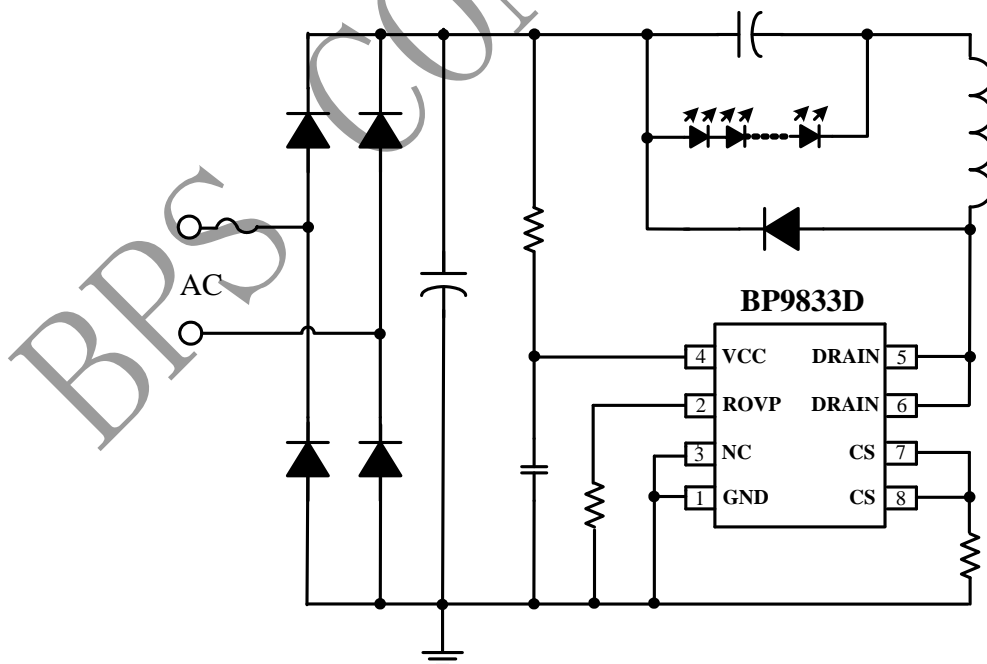 BPS CON
AC
BP9833D
4 VCC DRAIN 5
2 ROVP DRAIN 6
3 NC CS 7
1 GND CS 8